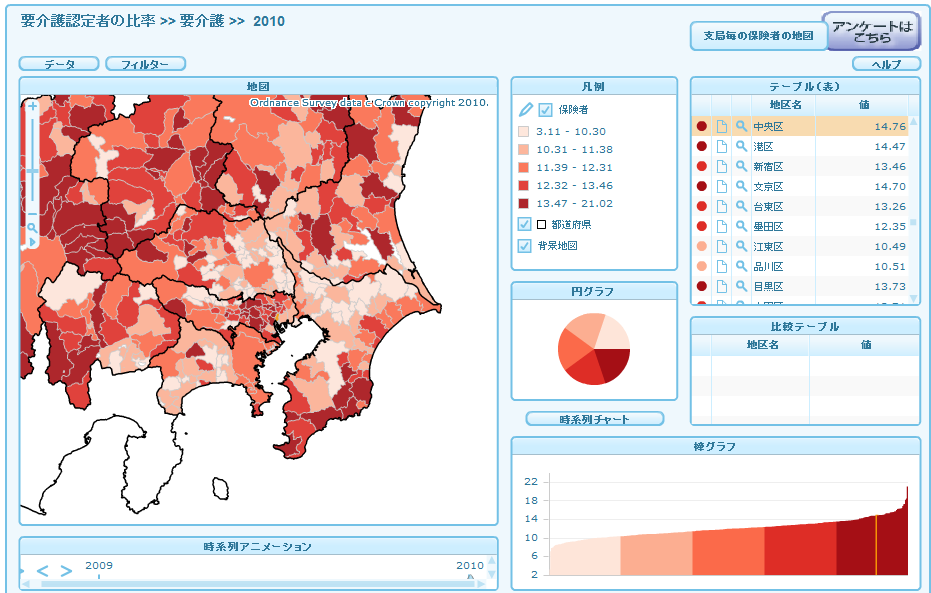 要介護認定者の比率 >> 要介護 >> 2010
支局毎の保険者の地図
アンケートは
こちら
データ
フィルター
ヘルプ
地図
Ordnance Survey data c Crown copyright 2010.
凡例
保険者
3.11 - 10.30
10.31 - 11.38
11.39 - 12.31
12.32 - 13.46
13.47 - 21.02
都道府県
背景地図
テーブル(表)
地区名 値
中央区 14.76
港区 14.47
新宿区 13.46
文京区 14.70
台東区 13.26
墨田区 12.35
江東区 10.49
品川区 10.51
目黒区 13.73
円グラフ
比較テーブル
地区名 値
時系列チャート
棒グラフ
22
18
14
10
6
2
時系列アニメーション
< > 2009 2010